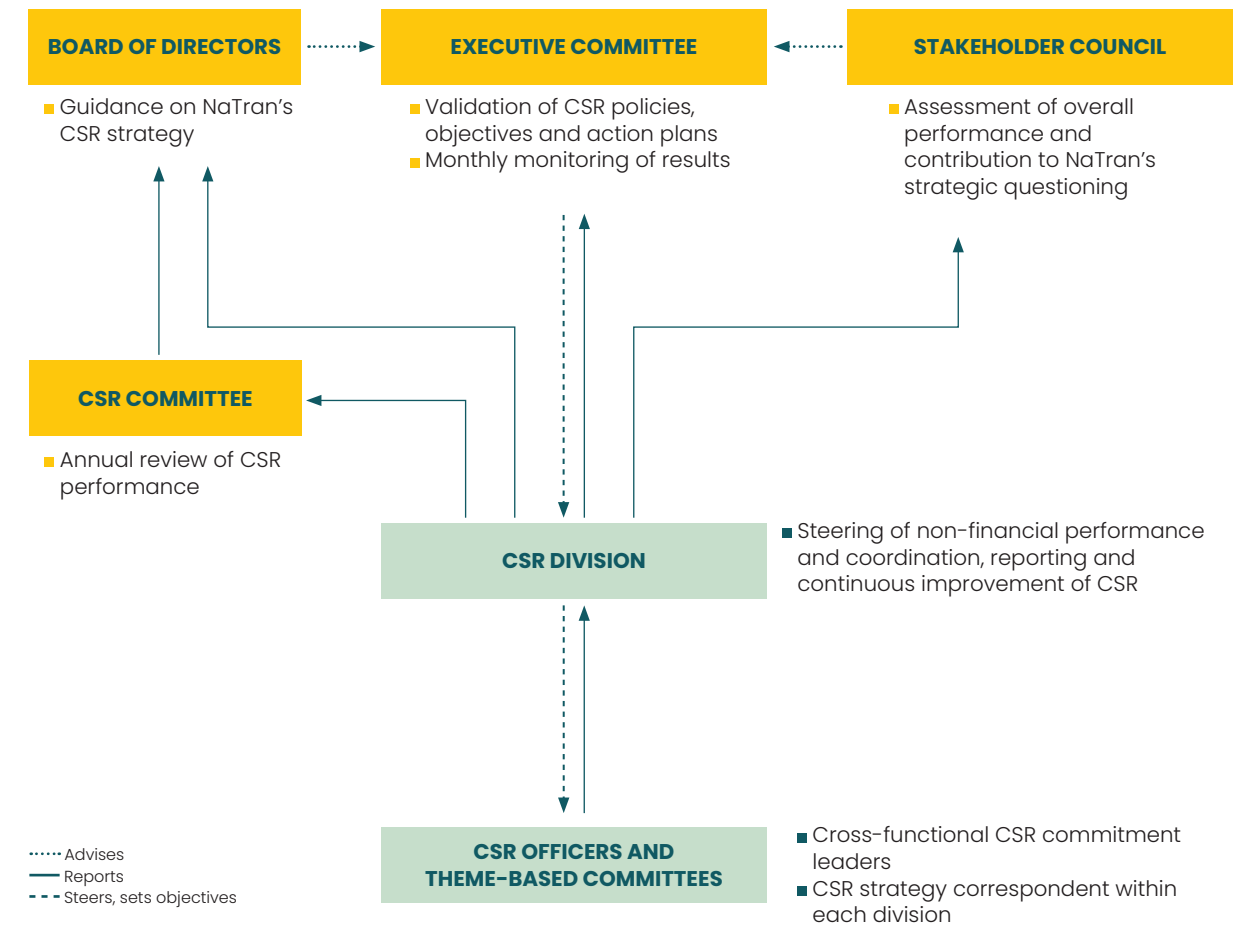 BOARD OF DIRECTORS
Guidance on NaTran's
CSR strategy
EXECUTIVE COMMITTEE
Validation of CSR policies,
objectives and action plans
Monthly monitoring of results
STAKEHOLDER COUNCIL
Assessment of overall
performance and
contribution to NaTran's
strategic questioning
CSR COMMITTEE
Annual review of CSR
performance
CSR DIVISION
Steering of non-financial performance
and coordination, reporting and
continuous improvement of CSR
CSR OFFICERS AND
THEME-BASED COMMITTEES
Cross-functional CSR commitment
leaders
CSR strategy correspondent within
each division
Advises
Reports
Steers, sets objectives